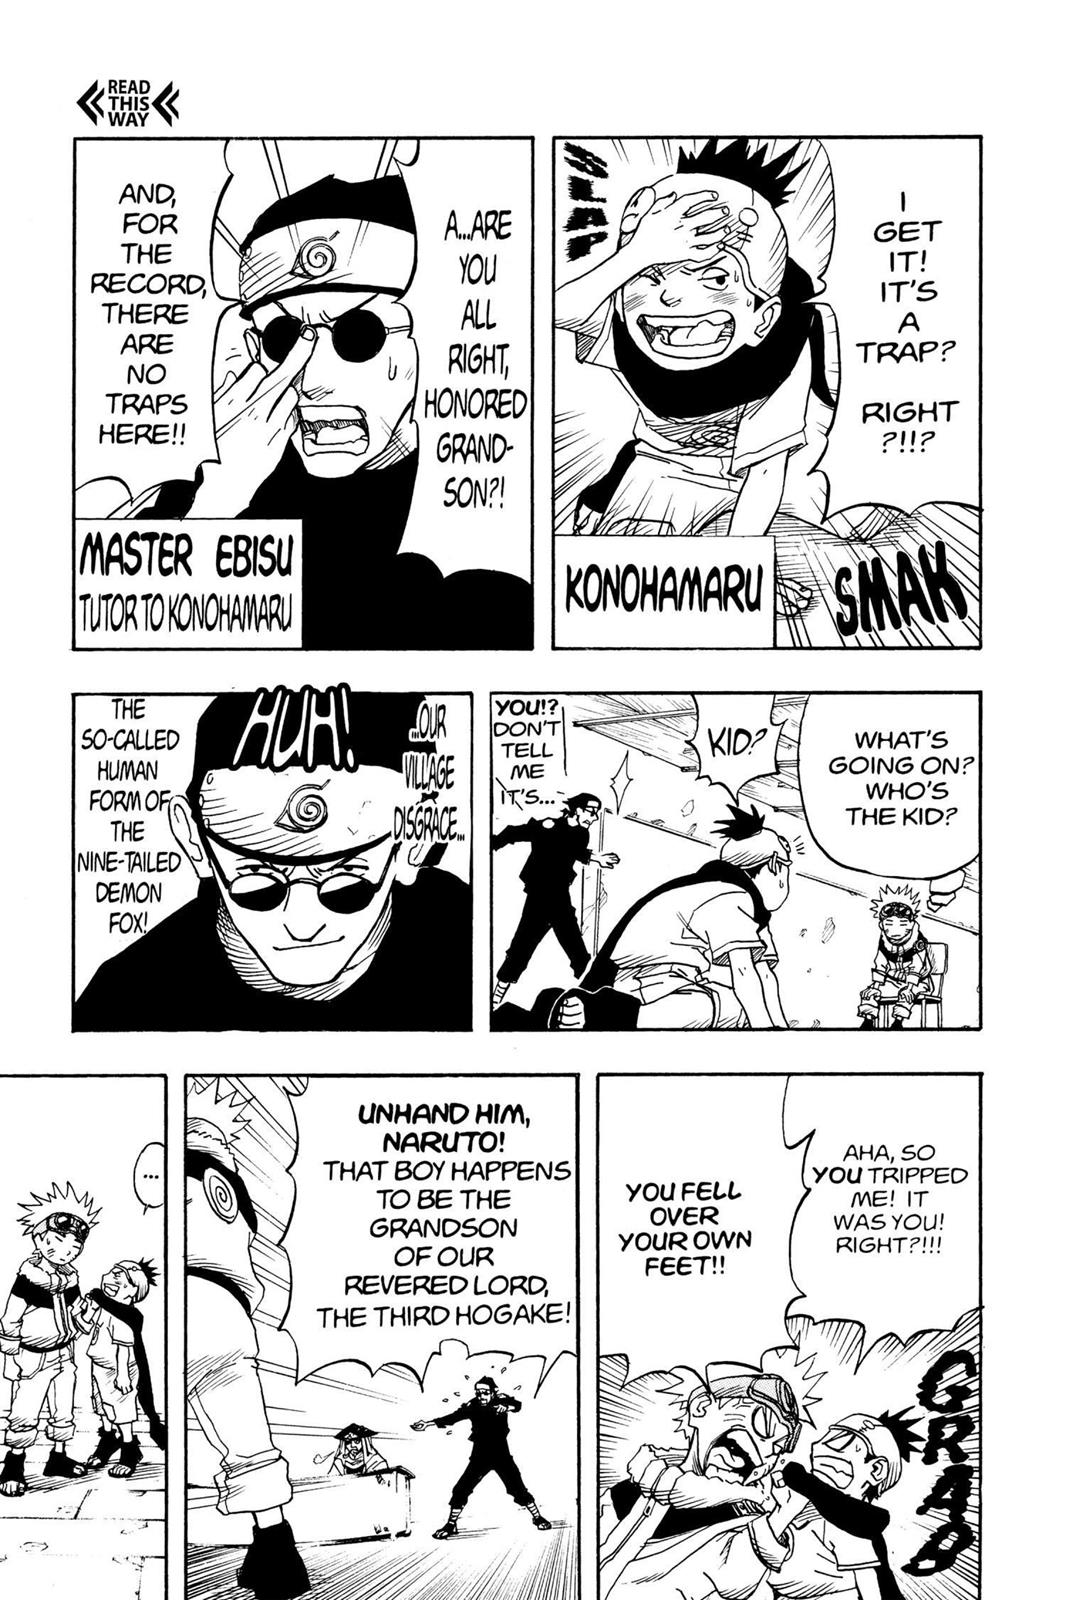 READ
THIS
WAY
SLAP
I
GET
IT!
IT'S
A
TRAP?
RIGHT
?!!?
KONOHAMARU
SMAK
A...ARE
YOU
ALL
RIGHT,
HONORED
GRAND-
SON?!
AND,
FOR
THE
RECORD,
THERE
ARE
NO
TRAPS
HERE!!
MASTER EBISU
TUTOR TO KONOHAMARU
WHAT'S
GOING ON?
WHO'S
THE KID?
KID?
YOU!?
DON'T
TELL
ME
IT'S...
...OUR
VILLAGE
DISGRACE...
HUH!
THE
SO-CALLED
HUMAN
FORM OF
THE
NINE-TAILED
DEMON
FOX!
AHA, SO
YOU TRIPPED
ME! IT
WAS YOU!
RIGHT?!!!
YOU FELL
OVER
YOUR OWN
FEET!!
GRAB
UNHAND HIM,
NARUTO!
THAT BOY HAPPENS
TO BE THE
GRANDSON
OF OUR
REVERED LORD,
THE THIRD HOGAKE!
...